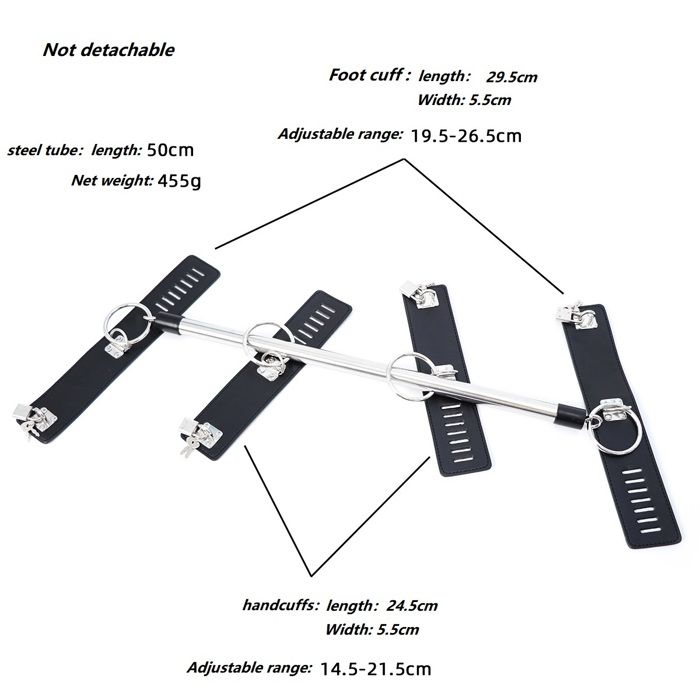 Not detachable
Foot cuff : length: 29.5cm
Width: 5.5cm
Adjustable range: 19.5-26.5cm
steel tube: length: 50cm
Net weight: 455g
handcuffs: length: 24.5cm
Width: 5.5cm
Adjustable range: 14.5-21.5cm